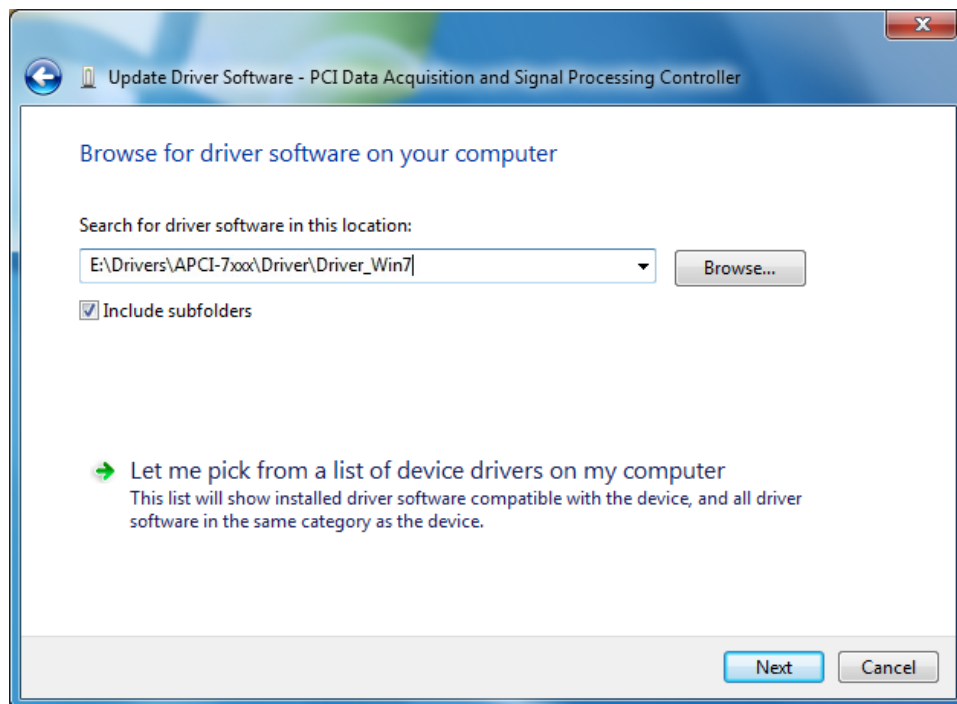 Update Driver Software - PCI Data Acquisition and Signal Processing Controller
Browse for driver software on your computer
Search for driver software in this location:
E:\Drivers\APCI-7xxx\Driver\Driver_Win7
Browse...
Include subfolders
Let me pick from a list of device drivers on my computer
This list will show installed driver software compatible with the device, and all driver
software in the same category as the device.
Next
Cancel